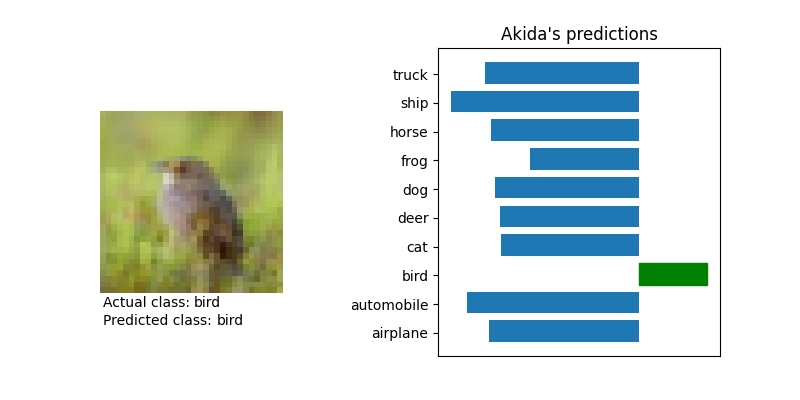 Akida's predictions
truck
ship
horse
frog
dog
deer
cat
bird
automobile
airplane
Actual class: bird
Predicted class: bird